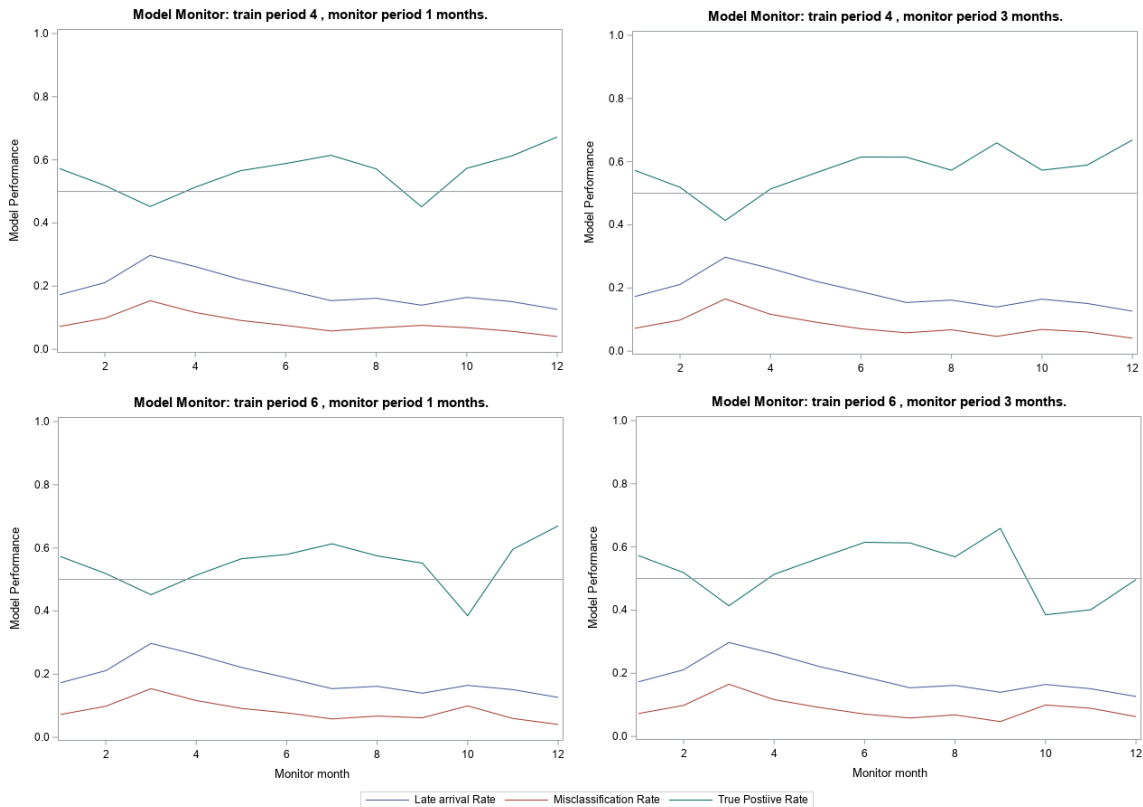 Model Monitor: train period 4 , monitor period 1 months.
1.0
0.8
0.6
0.4
0.2
0.0
Model Performance
2 4 6 8 10 12
Model Monitor: train period 4 , monitor period 3 months.
1.0
0.8
0.6
0.4
0.2
0.0
Model Performance
2 4 6 8 10 12
Model Monitor: train period 6 , monitor period 1 months.
1.0
0.8
0.6
0.4
0.2
0.0
Model Performance
2 4 6 8 10 12
Monitor month
Model Monitor: train period 6 , monitor period 3 months.
1.0
0.8
0.6
0.4
0.2
0.0
Model Performance
2 4 6 8 10 12
Monitor month
Late arrival Rate Misclassification Rate True Postiive Rate